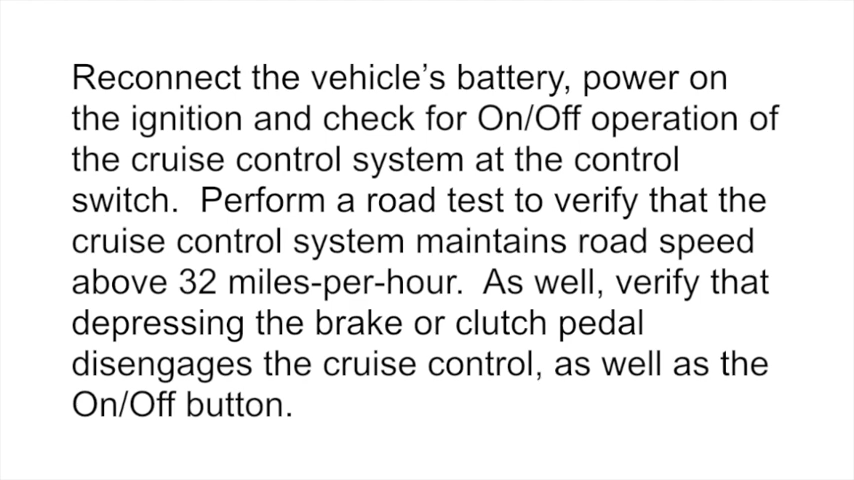 Reconnect the vehicle’s battery, power on
the ignition and check for On/Off operation of
the cruise control system at the control
switch.  Perform a road test to verify that the
cruise control system maintains road speed
above 32 miles-per-hour.  As well, verify that
depressing the brake or clutch pedal
disengages the cruise control, as well as the
On/Off button.